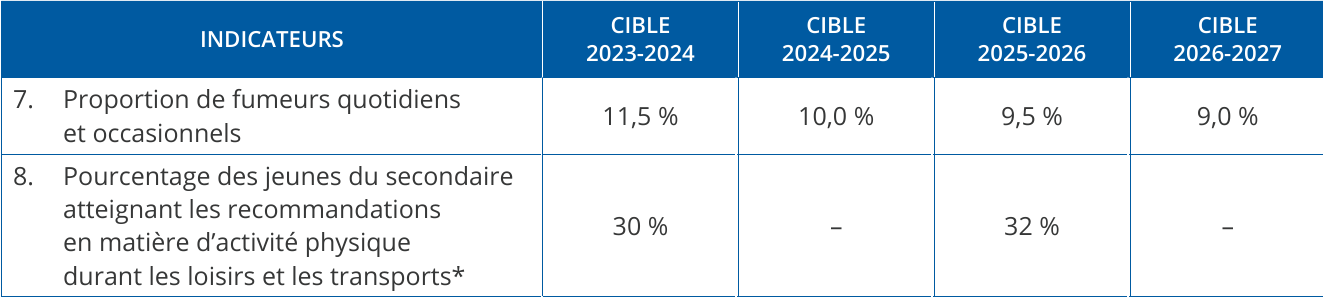 INDICATEURS
CIBLE
2023-2024
CIBLE
2024-2025
CIBLE
2025-2026
CIBLE
2026-2027
7. Proportion de fumeurs quotidiens
et occasionnels
11,5 %
10,0 %
9,5 %
9,0 %
8. Pourcentage des jeunes du secondaire
atteignant les recommandations
en matière d’activité physique
durant les loisirs et les transports*
30 %
–
32 %
–